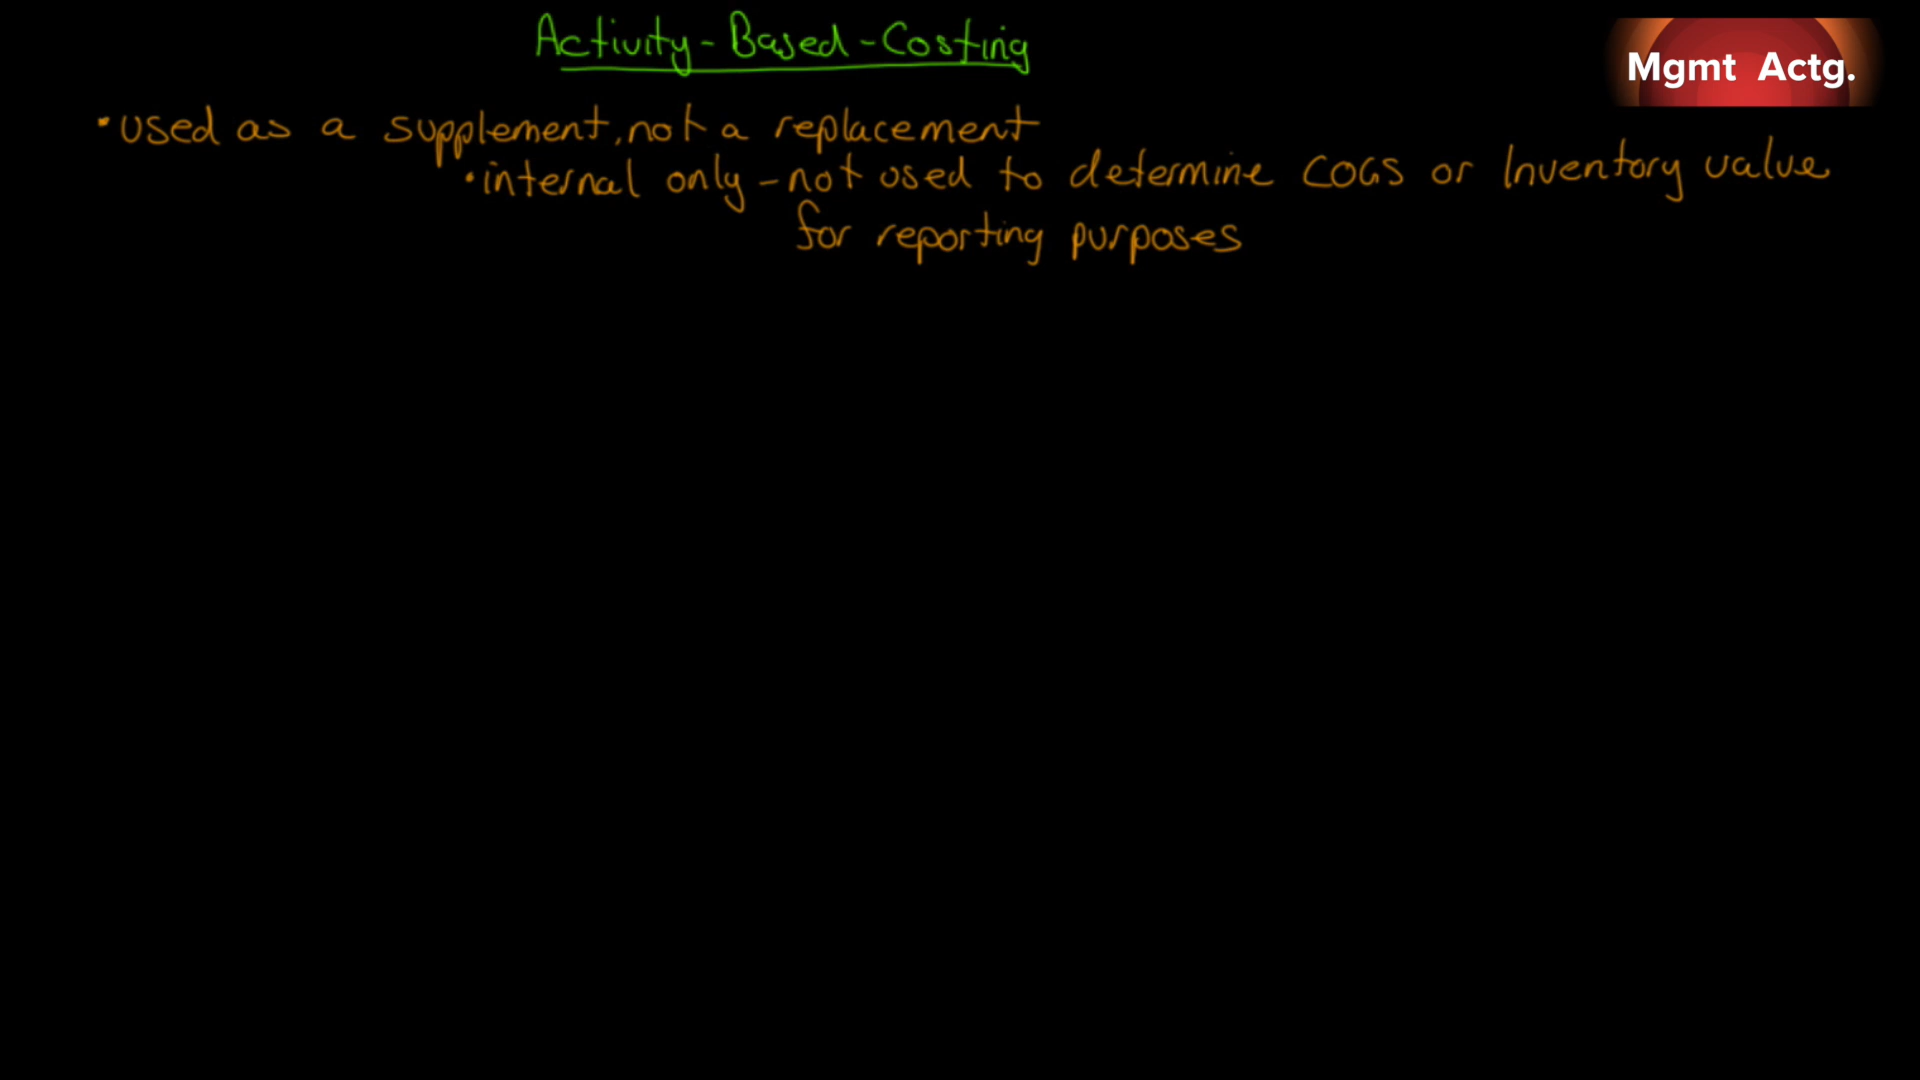 Activity-Based-Costing
Mgmt Actg.
• used as a supplement, not a replacement
• internal only - not used to determine COGS or Inventory value
for reporting purposes